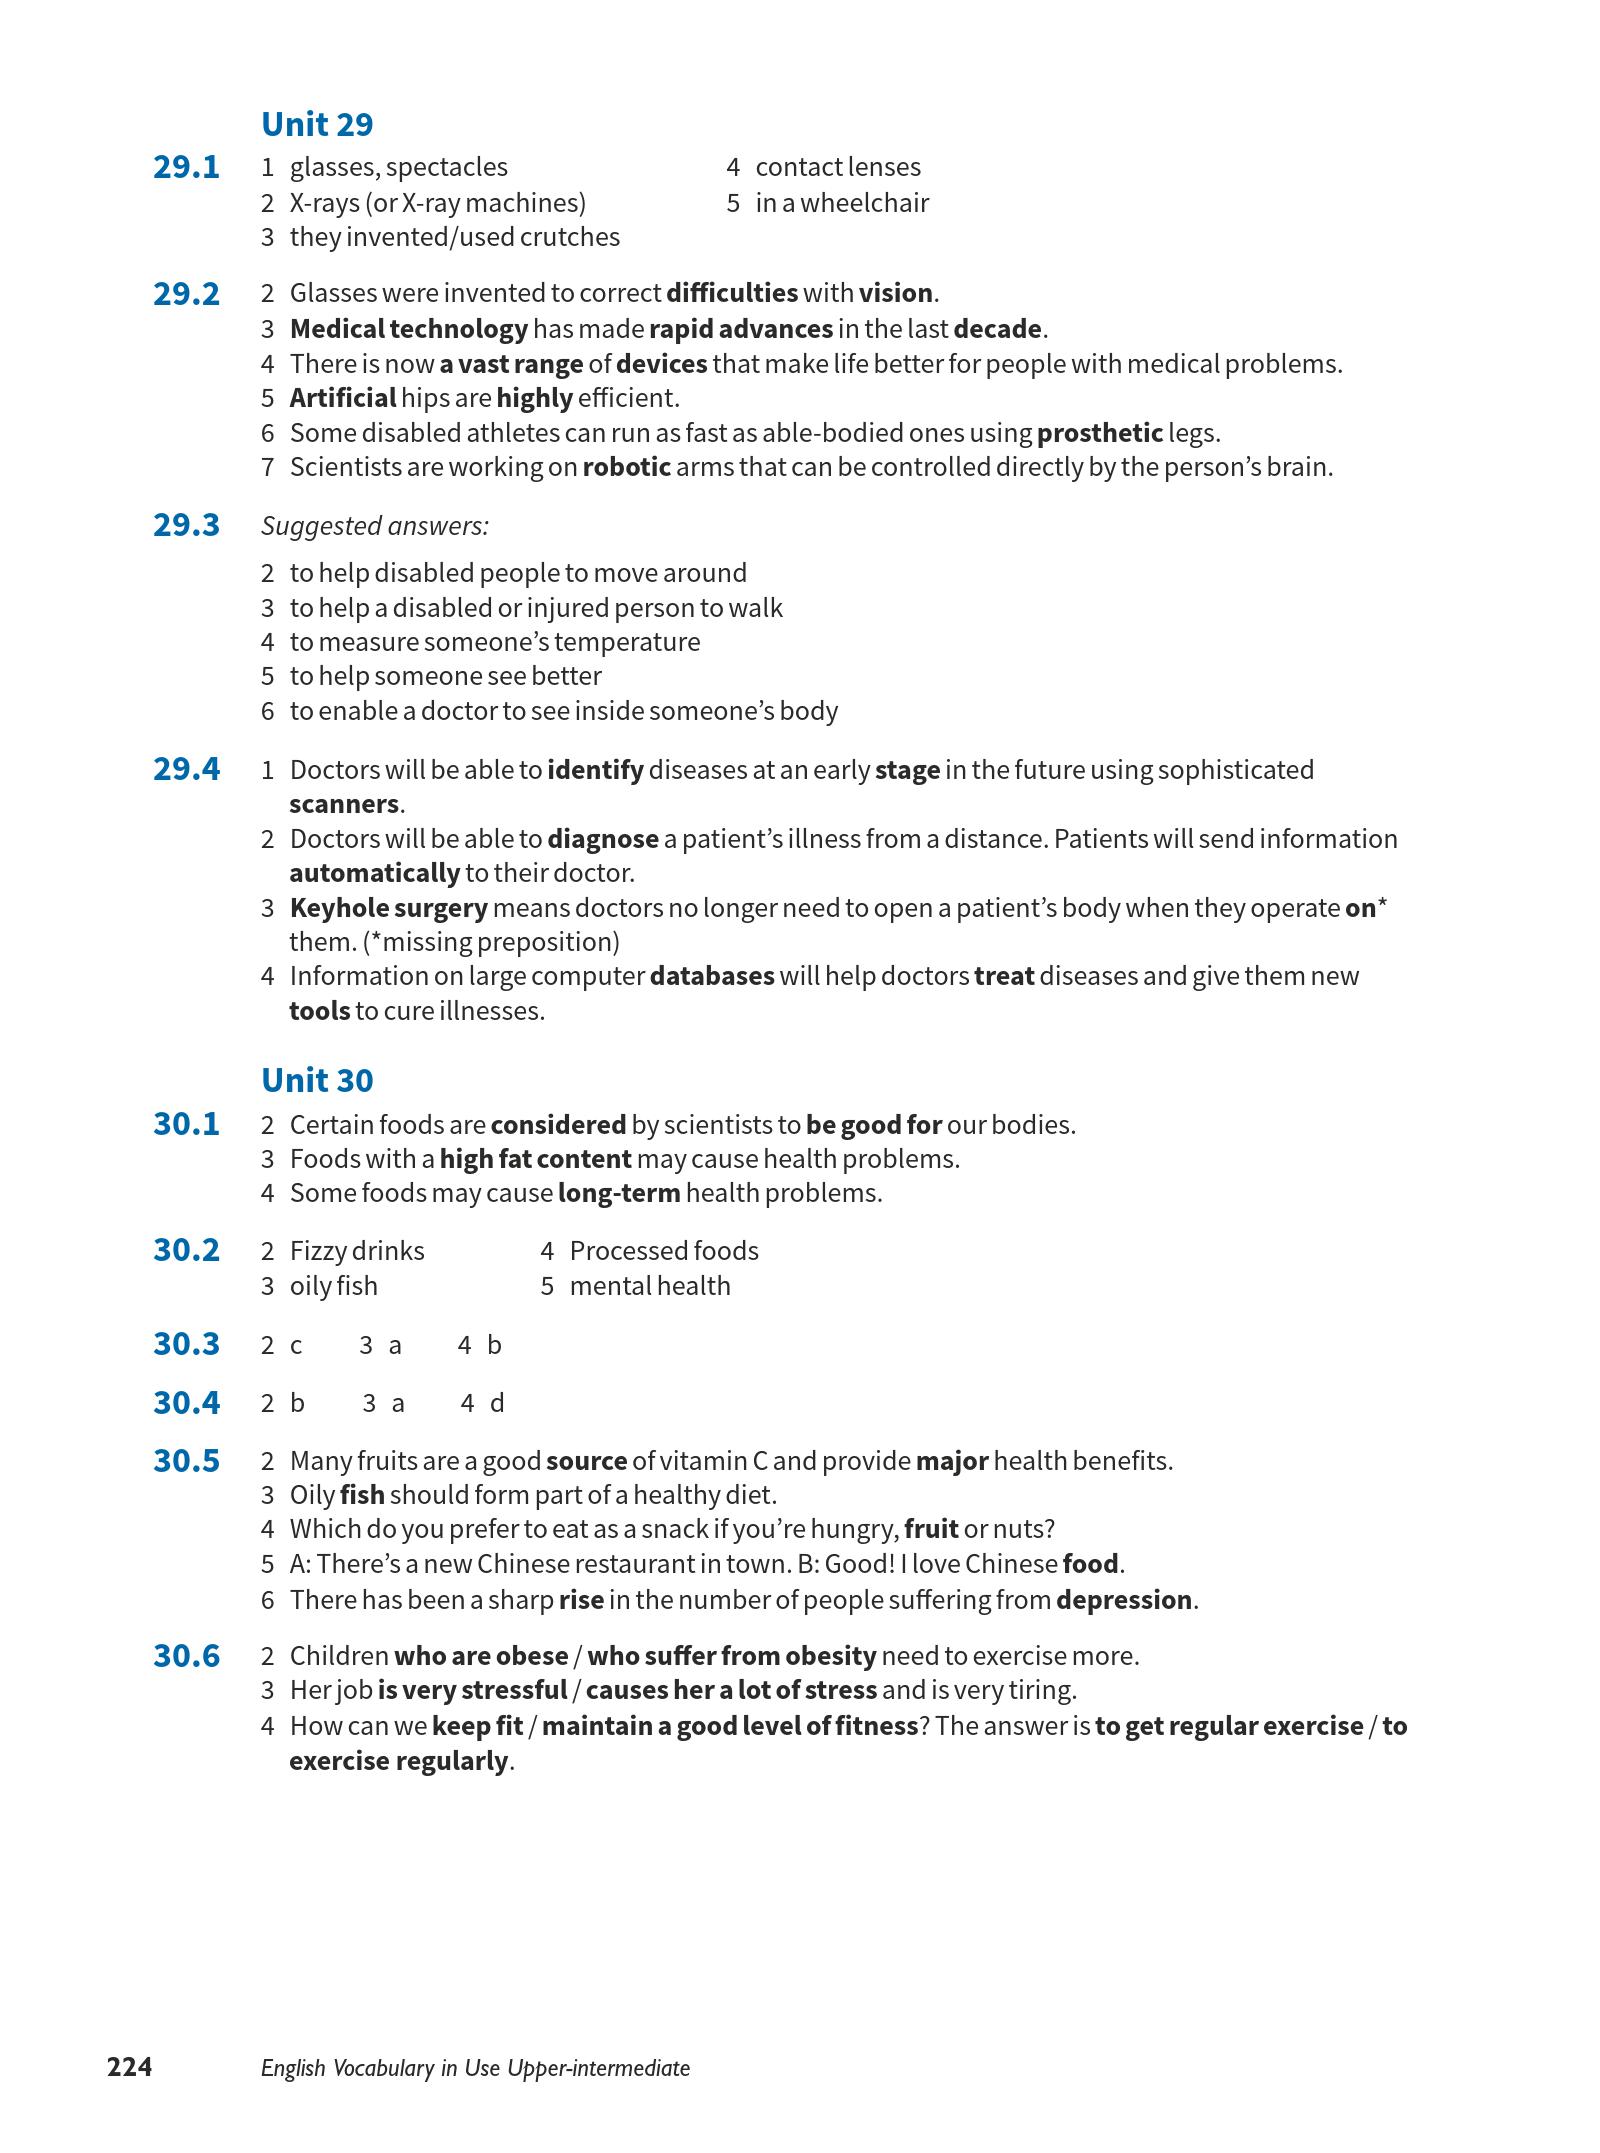 Unit 29
29.1 1 glasses, spectacles 4 contact lenses
2 X-rays (or X-ray machines) 5 in a wheelchair
3 they invented/used crutches
29.2 2 Glasses were invented to correct difficulties with vision.
3 Medical technology has made rapid advances in the last decade.
4 There is now a vast range of devices that make life better for people with medical problems.
5 Artificial hips are highly efficient.
6 Some disabled athletes can run as fast as able-bodied ones using prosthetic legs.
7 Scientists are working on robotic arms that can be controlled directly by the person’s brain.
29.3 Suggested answers:
2 to help disabled people to move around
3 to help a disabled or injured person to walk
4 to measure someone’s temperature
5 to help someone see better
6 to enable a doctor to see inside someone’s body
29.4 1 Doctors will be able to identify diseases at an early stage in the future using sophisticated
scanners.
2 Doctors will be able to diagnose a patient’s illness from a distance. Patients will send information
automatically to their doctor.
3 Keyhole surgery means doctors no longer need to open a patient’s body when they operate on*
them. (*missing preposition)
4 Information on large computer databases will help doctors treat diseases and give them new
tools to cure illnesses.
Unit 30
30.1 2 Certain foods are considered by scientists to be good for our bodies.
3 Foods with a high fat content may cause health problems.
4 Some foods may cause long-term health problems.
30.2 2 Fizzy drinks 4 Processed foods
3 oily fish 5 mental health
30.3 2 c 3 a 4 b
30.4 2 b 3 a 4 d
30.5 2 Many fruits are a good source of vitamin C and provide major health benefits.
3 Oily fish should form part of a healthy diet.
4 Which do you prefer to eat as a snack if you’re hungry, fruit or nuts?
5 A: There’s a new Chinese restaurant in town. B: Good! I love Chinese food.
6 There has been a sharp rise in the number of people suffering from depression.
30.6 2 Children who are obese / who suffer from obesity need to exercise more.
3 Her job is very stressful / causes her a lot of stress and is very tiring.
4 How can we keep fit / maintain a good level of fitness? The answer is to get regular exercise / to
exercise regularly.
224 English Vocabulary in Use Upper-intermediate